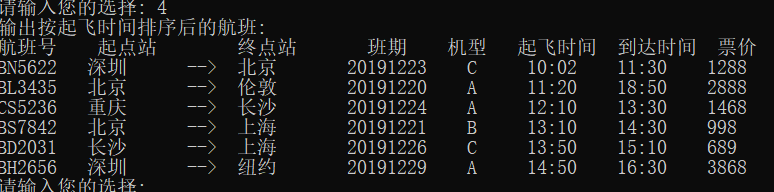 请输入您的选择: 4
输出按起飞时间排序后的航班:
航班号 起点站 终点站 班期 机型 起飞时间 到达时间 票价
BN5622 深圳 --> 北京 20191223 C 10:02 11:30 1288
BL3435 北京 --> 伦敦 20191220 A 11:20 18:50 2888
CS5236 重庆 --> 长沙 20191224 A 12:10 13:30 1468
BS7842 北京 --> 上海 20191221 B 13:10 14:30 998
BD2031 长沙 --> 上海 20191226 C 13:50 15:10 689
BH2656 深圳 --> 纽约 20191229 A 14:50 16:30 3868
请输入您的选择: